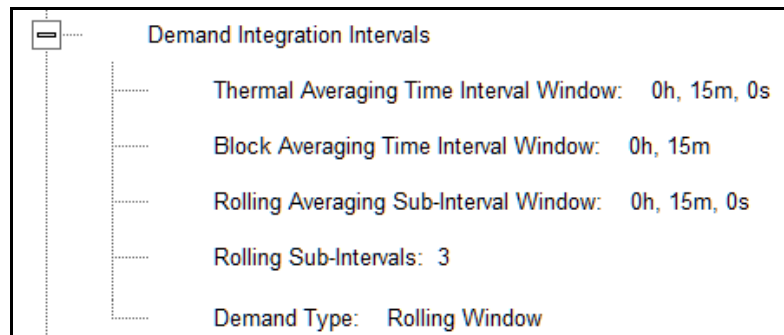 Demand Integration Intervals
Thermal Averaging Time Interval Window: 0h, 15m, 0s
Block Averaging Time Interval Window: 0h, 15m
Rolling Averaging Sub-Interval Window: 0h, 15m, 0s
Rolling Sub-Intervals: 3
Demand Type: Rolling Window